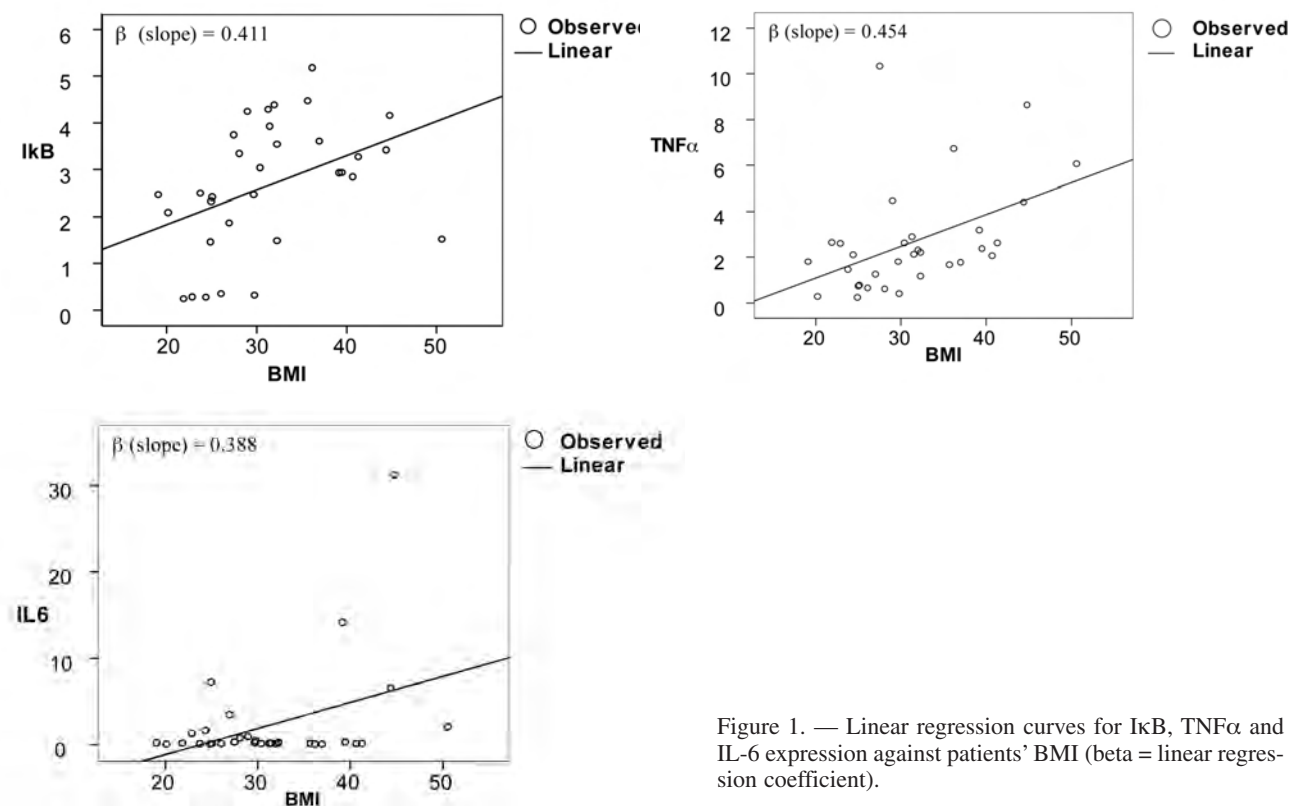 β (slope) = 0.411
Observed
Linear
6
5
4
IkB
3
2
1
0
20 30 40 50
BMI
β (slope) = 0.454
Observed
Linear
12
10
8
TNFα
6
4
2
0
20 30 40 50
BMI
β (slope) = 0.388
Observed
Linear
30
20
IL6
10
0
20 30 40 50
BMI
Figure 1. — Linear regression curves for IκB, TNFα and
IL-6 expression against patients' BMI (beta = linear regres-
sion coefficient).